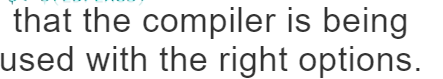 that the compiler is being
used with the right options.